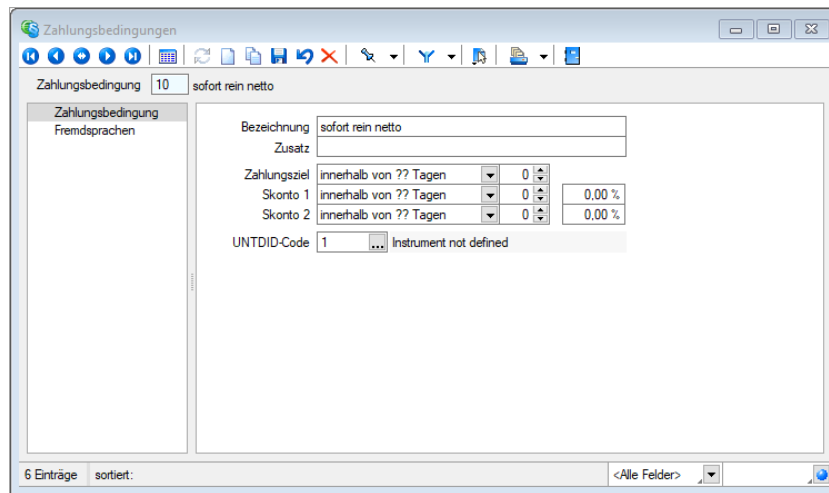 Zahlungsbedingungen
Zahlungsbedingung 10 sofort rein netto
Zahlungsbedingung
Fremdsprachen
Bezeichnung sofort rein netto
Zusatz
Zahlungsziel innerhalb von ?? Tagen 0
Skonto 1 innerhalb von ?? Tagen 0 0,00 %
Skonto 2 innerhalb von ?? Tagen 0 0,00 %
UNTDID-Code 1 ... Instrument not defined
6 Einträge sortiert: <Alle Felder>